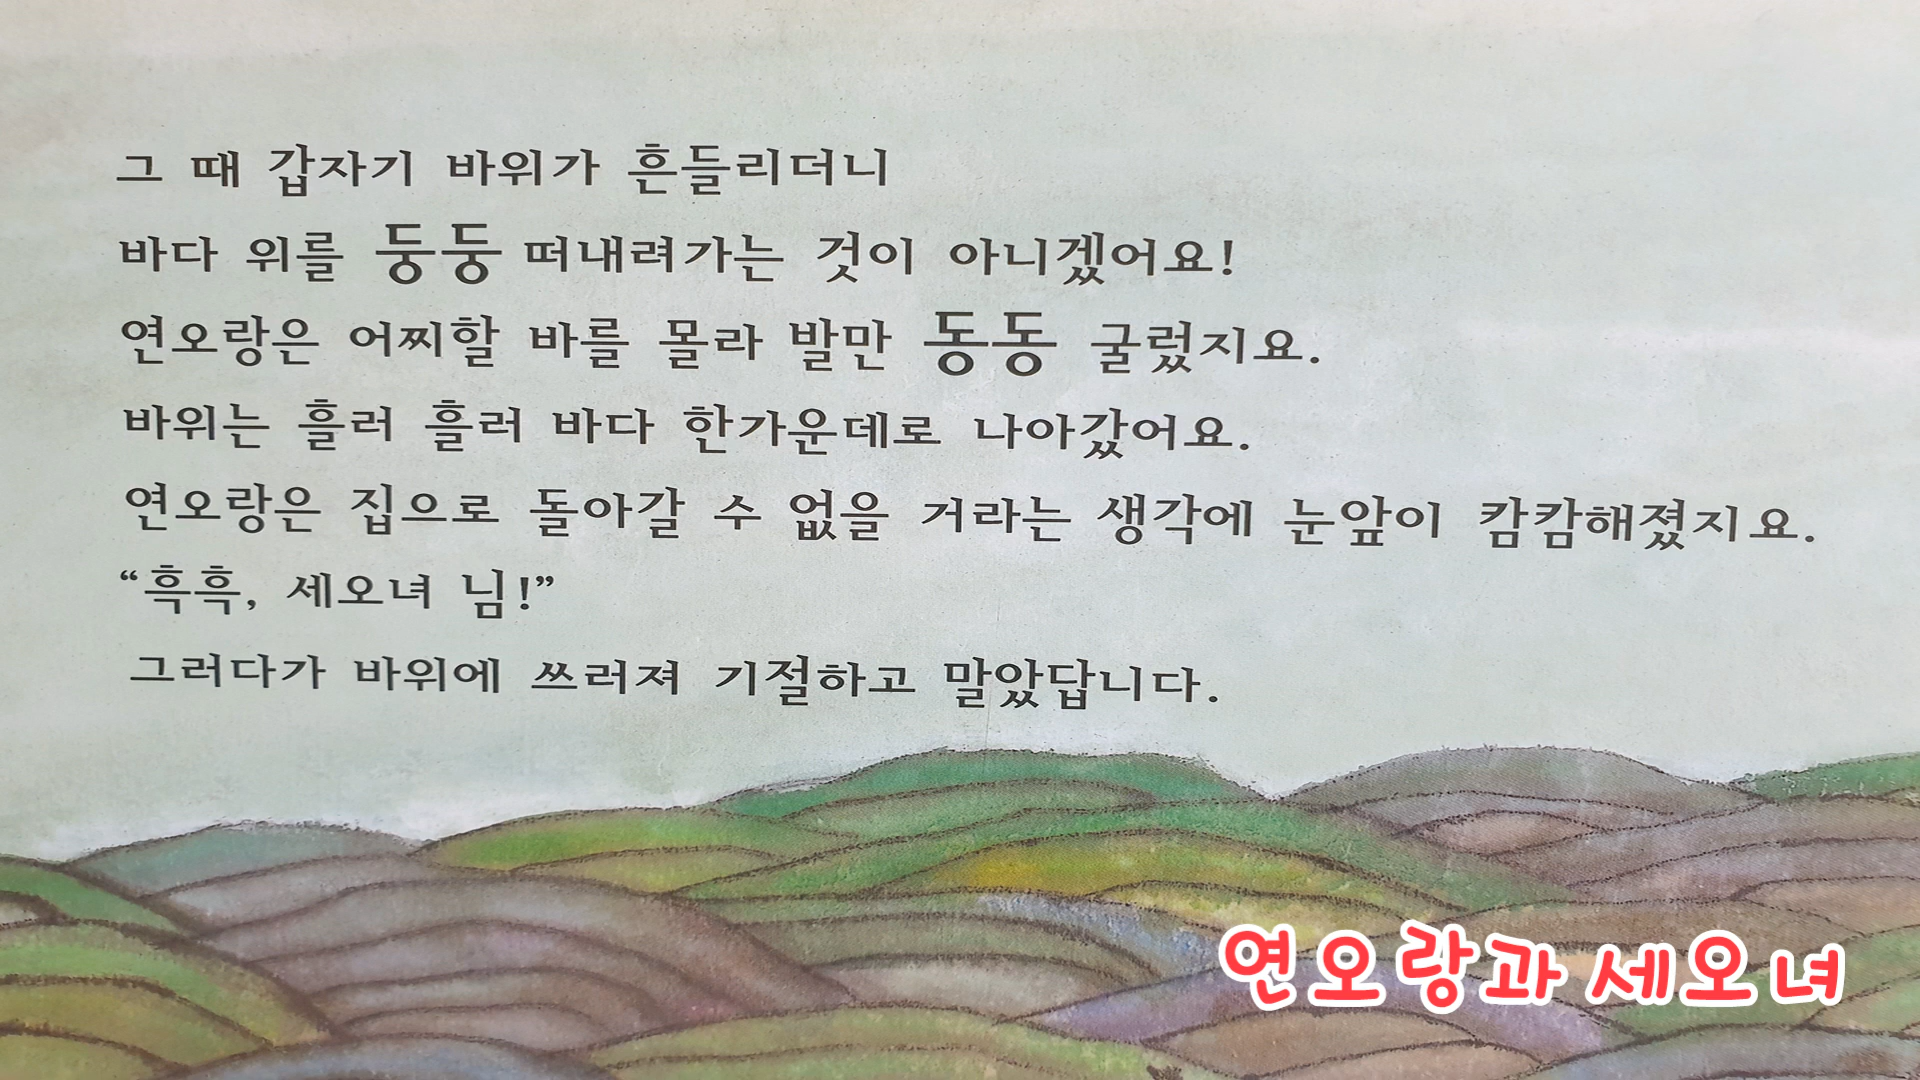 그 때 갑자기 바위가 흔들리더니
바다 위를 둥둥 떠내려가는 것이 아니겠어요!
연오랑은 어찌할 바를 몰라 발만 동동 굴렀지요.
바위는 흘러 흘러 바다 한가운데로 나아갔어요.
연오랑은 집으로 돌아갈 수 없을 거라는 생각에 눈앞이 캄캄해졌지요.
“흑흑, 세오녀 님!”
그러다가 바위에 쓰러져 기절하고 말았답니다.
연오랑과 세오녀